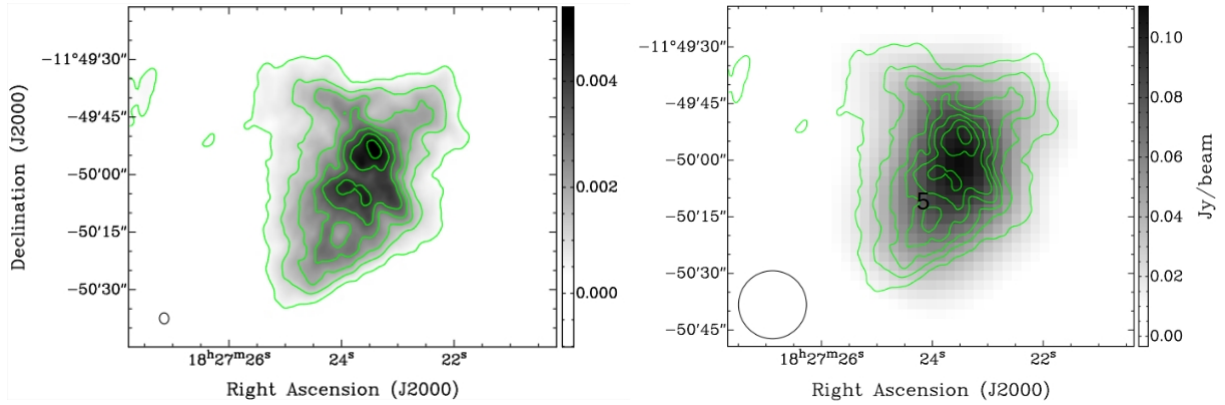 Declination (J2000)
−11°49′30″
−49′45″
−50′00″
−50′15″
−50′30″
18ʰ27ᵐ26ˢ
24ˢ
22ˢ
Right Ascension (J2000)
0.004
0.002
0.000
−11°49′30″
−49′45″
−50′00″
−50′15″
−50′30″
−50′45″
5
18ʰ27ᵐ26ˢ
24ˢ
22ˢ
Right Ascension (J2000)
0.10
0.08
0.06
0.04
0.02
0.00
Jy/beam